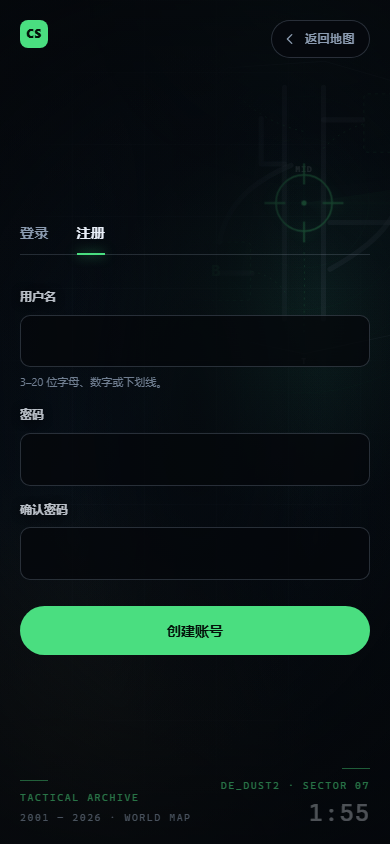 CS
返回地图
登录
注册
用户名
3–20 位字母、数字或下划线。
密码
确认密码
创建账号
TACTICAL ARCHIVE
2001 — 2026 · WORLD MAP
DE_DUST2 · SECTOR 07
1:55